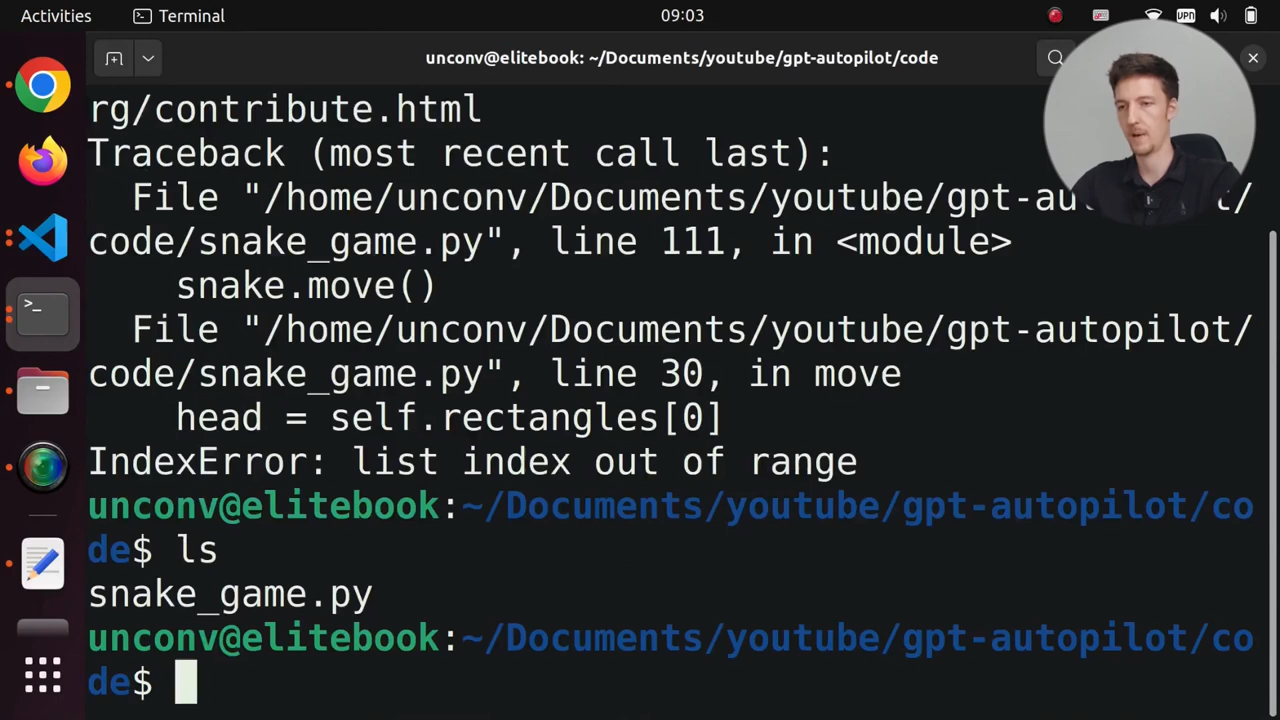 Activities
Terminal
09:03
VPN
unconv@elitebook: ~/Documents/youtube/gpt-autopilot/code
rg/contribute.html
Traceback (most recent call last):
File "/home/unconv/Documents/youtube/gpt-au t/
code/snake_game.py", line 111, in <module>
snake.move()
File "/home/unconv/Documents/youtube/gpt-autopilot/
code/snake_game.py", line 30, in move
head = self.rectangles[0]
IndexError: list index out of range
unconv@elitebook:~/Documents/youtube/gpt-autopilot/co
de$ ls
snake_game.py
unconv@elitebook:~/Documents/youtube/gpt-autopilot/co
de$